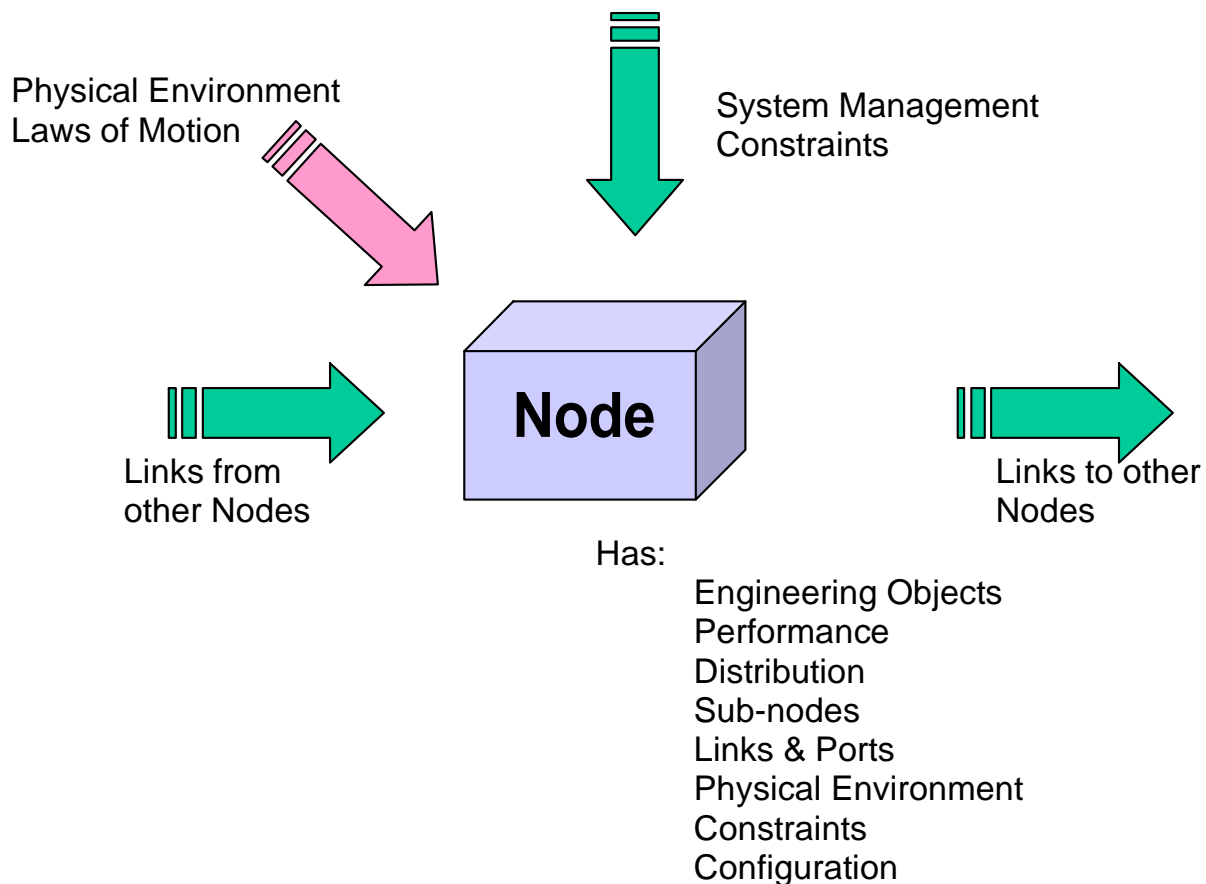 Physical Environment
Laws of Motion
System Management
Constraints
Node
Links from
other Nodes
Links to other
Nodes
Has:
Engineering Objects
Performance
Distribution
Sub-nodes
Links & Ports
Physical Environment
Constraints
Configuration